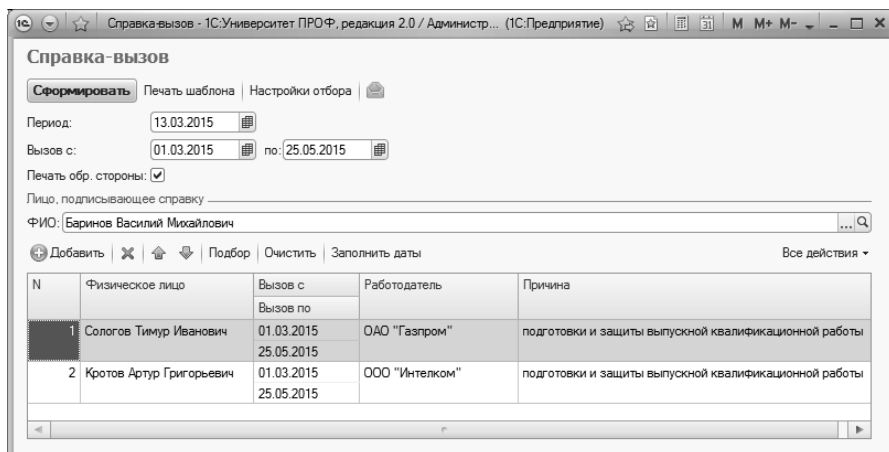 Справка-вызов - 1С:Университет ПРОФ, редакция 2.0 / Администр... (1С:Предприятие) 31 M M+ M-
Справка-вызов
Сформировать Печать шаблона Настройки отбора
Период: 13.03.2015
Вызов с: 01.03.2015 по: 25.05.2015
Печать обр. стороны:
Лицо, подписывающее справку
ФИО: Баринов Василий Михайлович ...
Добавить Подбор Очистить Заполнить даты Все действия
N Физическое лицо Вызов с Работодатель Причина
Вызов по
1 Сологов Тимур Иванович 01.03.2015 ОАО "Газпром" подготовки и защиты выпускной квалификационной работы
25.05.2015
2 Кротов Артур Григорьевич 01.03.2015 ООО "Интелком" подготовки и защиты выпускной квалификационной работы
25.05.2015